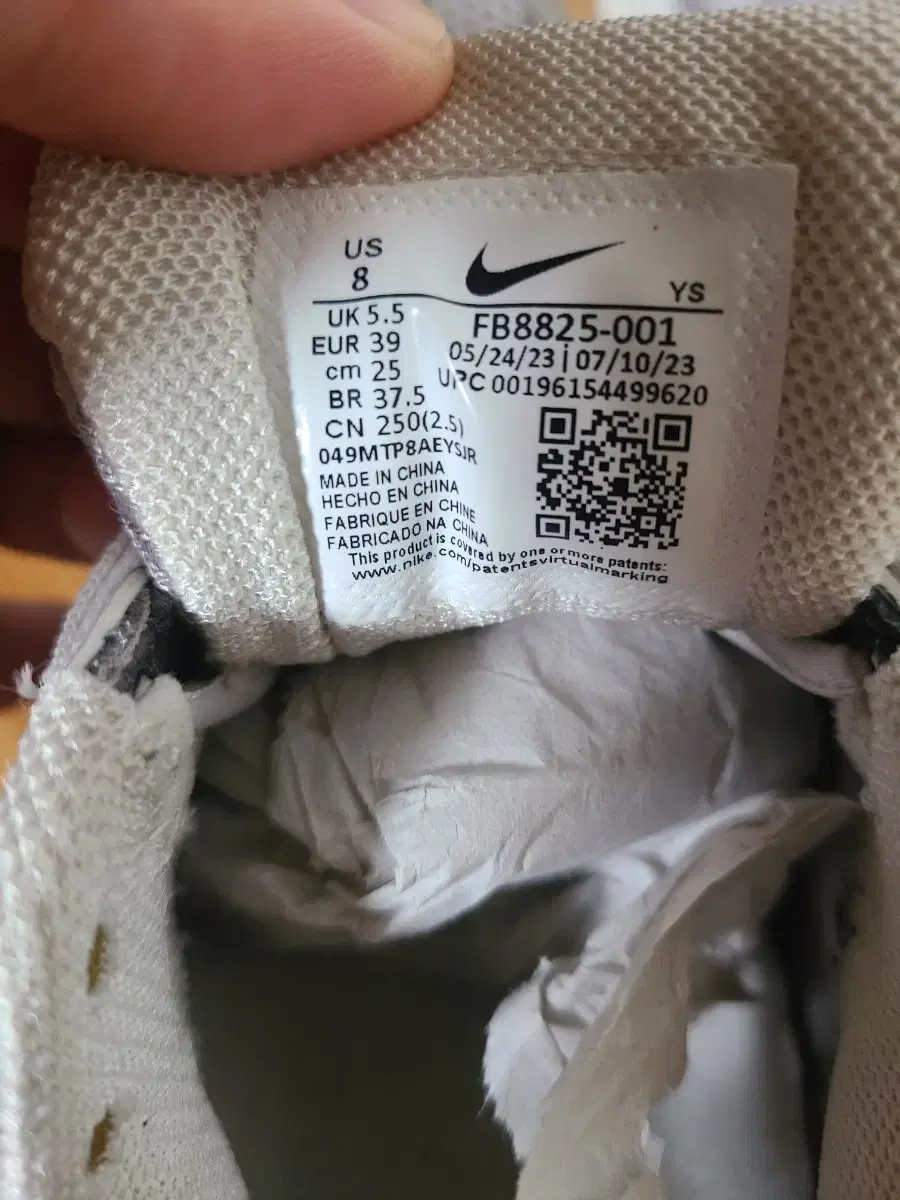 US
8
YS
UK 5.5
EUR 39
cm 25
BR 37.5
CN 250(2.5)
FB8825-001
05/24/23 | 07/10/23
UPC 00196154499620
049MTP8AEYSJR
MADE IN CHINA
HECHO EN CHINA
FABRIQUE EN CHINE
FABRICADO NA CHINA
This product is covered by one or more patents:
www.nike.com/patentsvirtualmarking